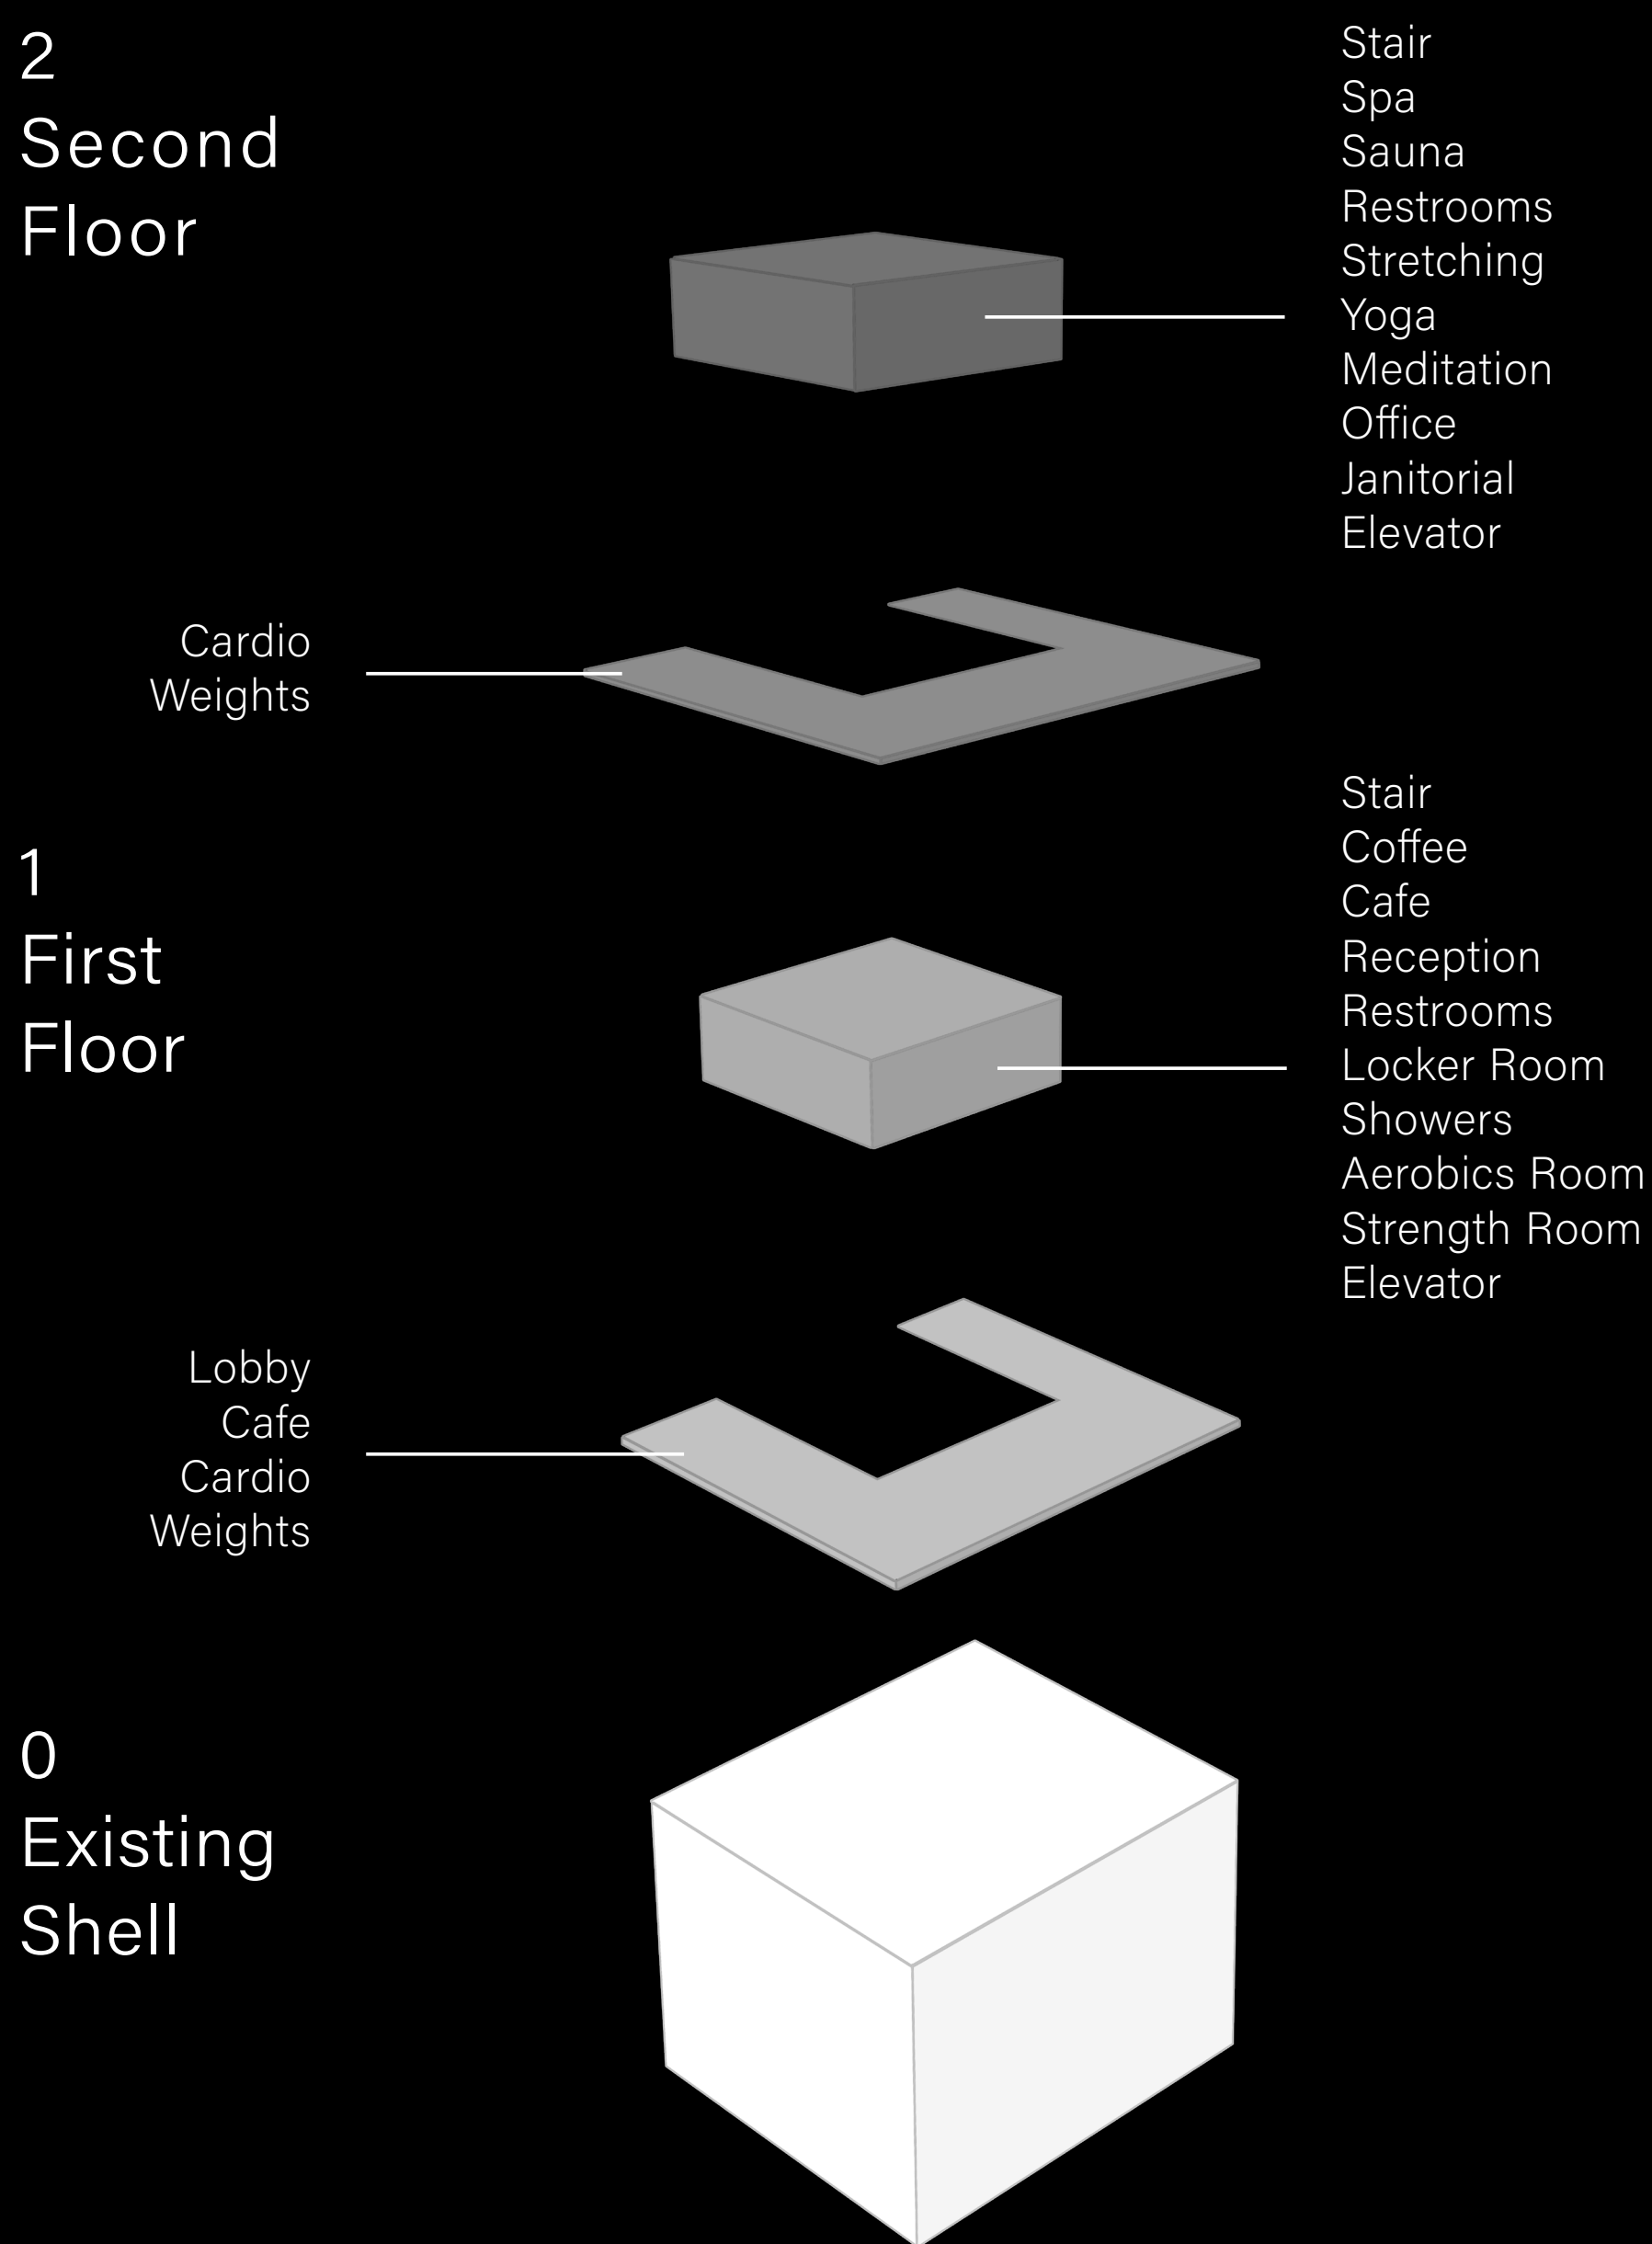 2
Second
Floor
Stair
Spa
Sauna
Restrooms
Stretching
Yoga
Meditation
Office
Janitorial
Elevator
Cardio
Weights
1
First
Floor
Stair
Coffee
Cafe
Reception
Restrooms
Locker Room
Showers
Aerobics Room
Strength Room
Elevator
Lobby
Cafe
Cardio
Weights
0
Existing
Shell